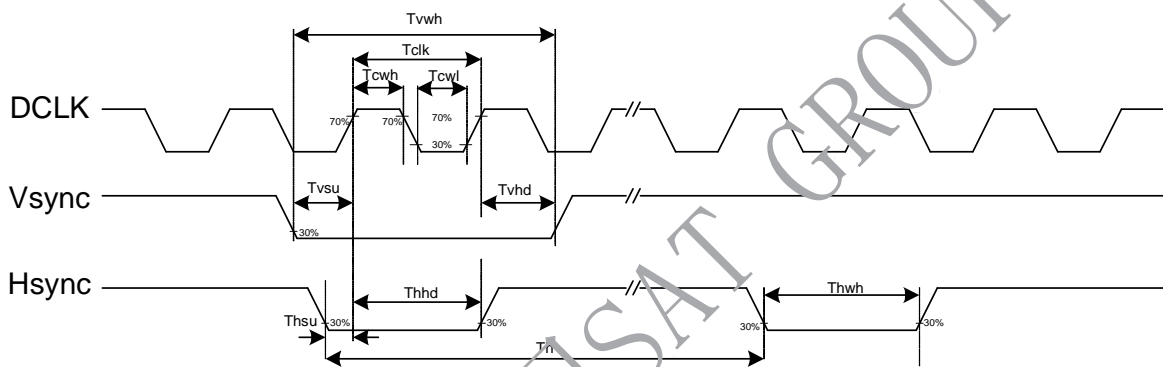 Tvwh
Tclk
Tcwh Tcwl
DCLK
70% 70% 70%
30%
Vsync
Tvsu Tvhd
30%
Hsync
Thhd Thwh
Thsu 30% 30% 30% 30%
GROUP